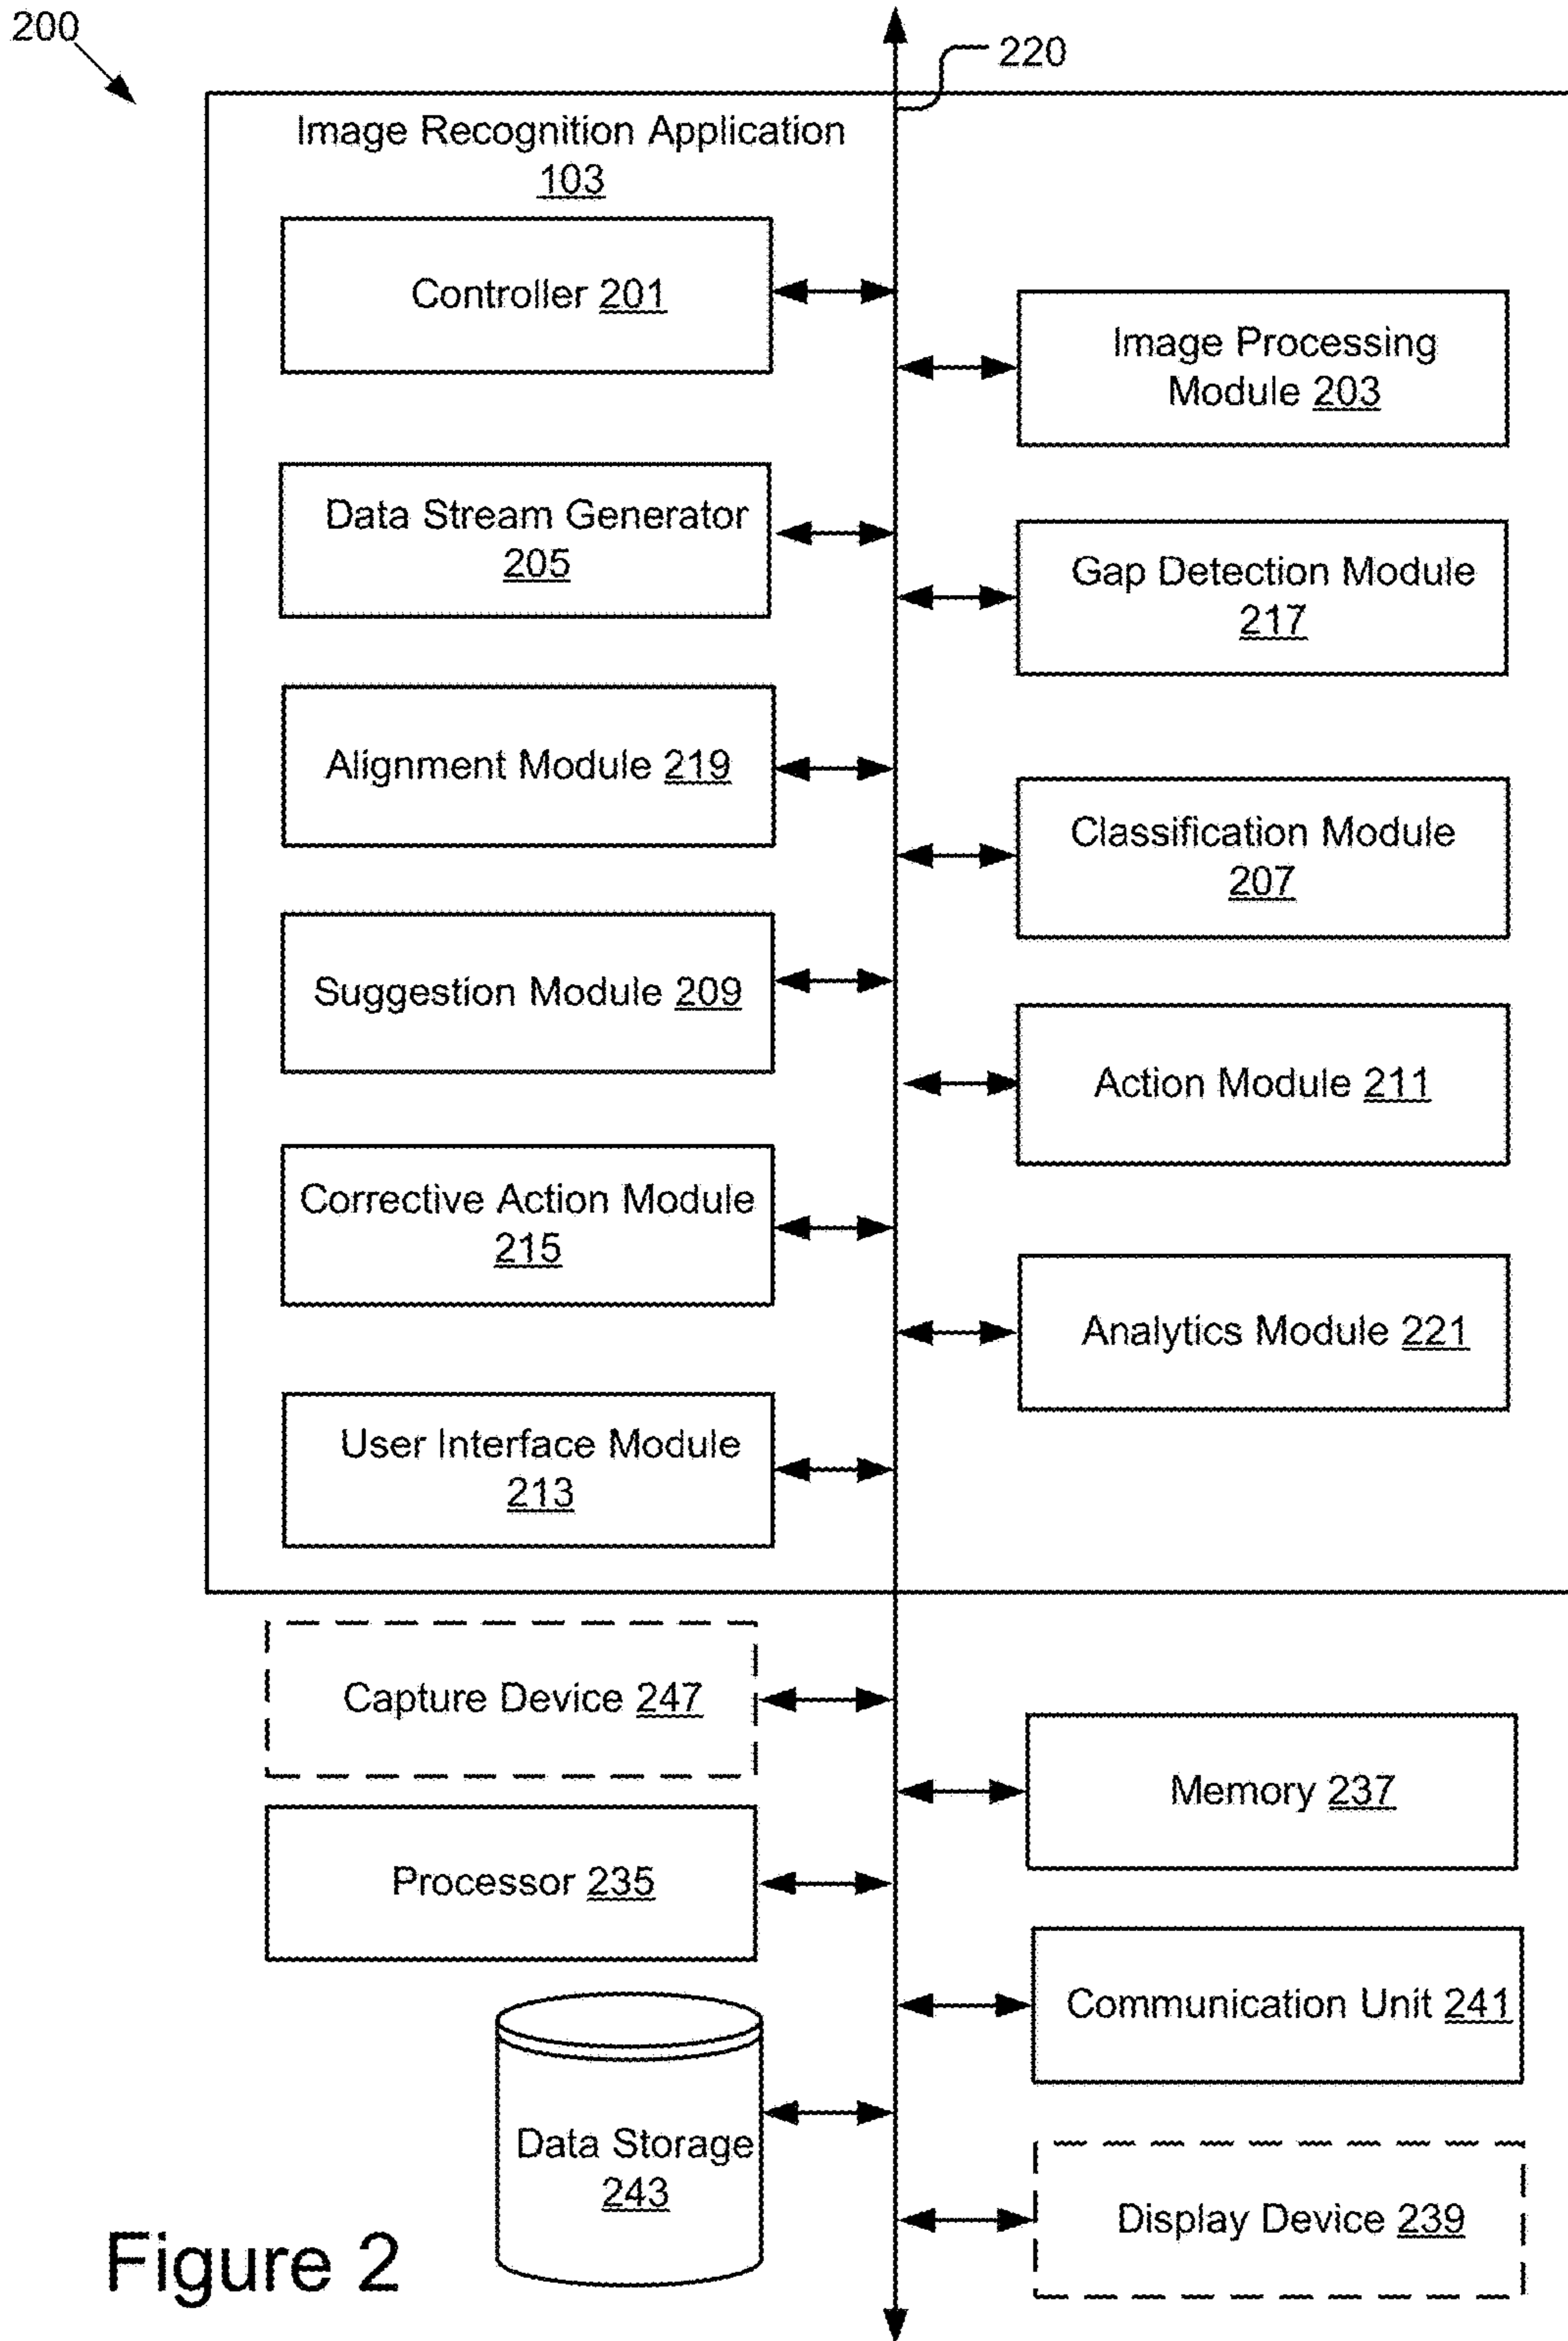 200
220
Image Recognition Application
103
Controller 201
Image Processing
Module 203
Data Stream Generator
205
Gap Detection Module
217
Alignment Module 219
Classification Module
207
Suggestion Module 209
Action Module 211
Corrective Action Module
215
Analytics Module 221
User Interface Module
213
Capture Device 247
Memory 237
Processor 235
Communication Unit 241
Data Storage
243
Display Device 239
Figure 2